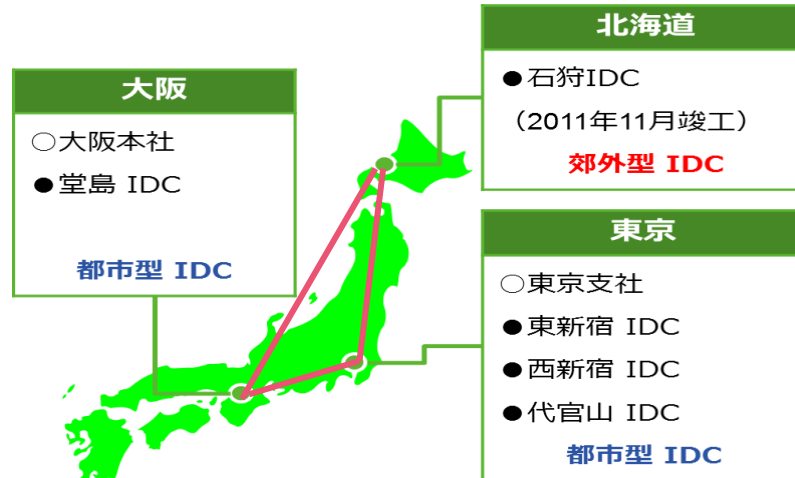 北海道
●石狩IDC
（2011年11月竣工）
郊外型 IDC
大阪
○大阪本社
●堂島 IDC
都市型 IDC
東京
○東京支社
●東新宿 IDC
●西新宿 IDC
●代官山 IDC
都市型 IDC